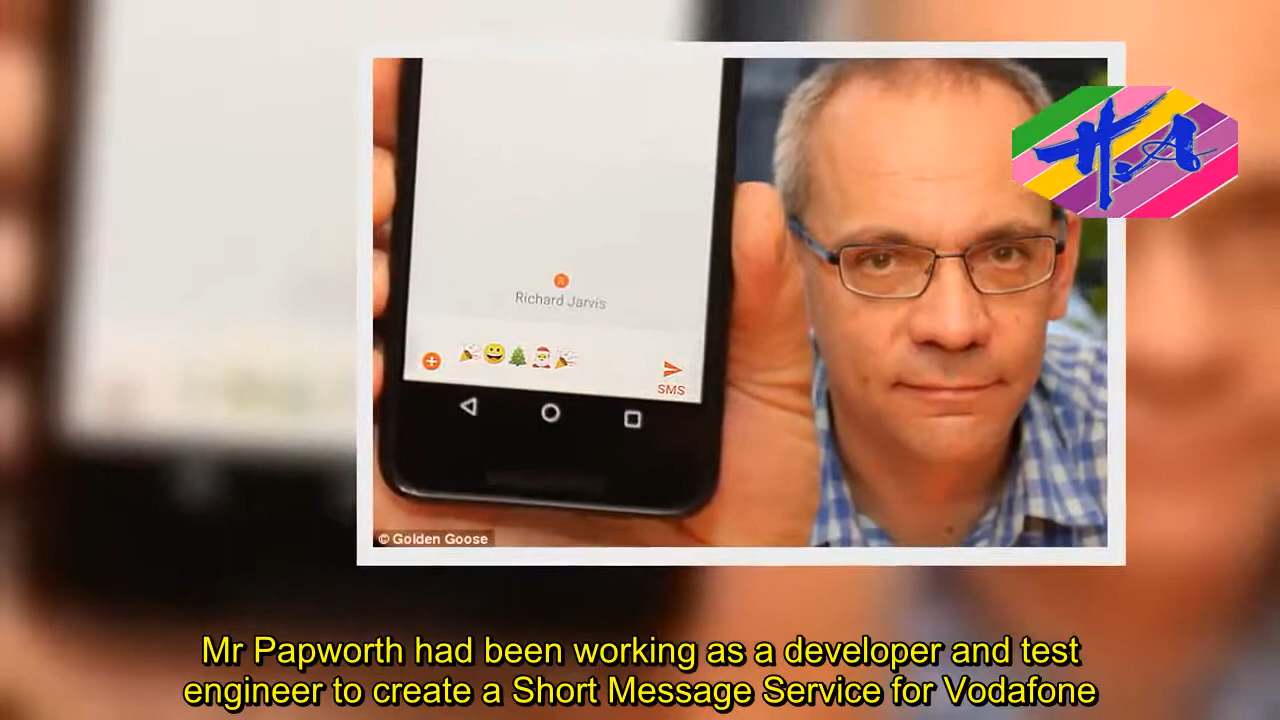 H.A
Richard Jarvis
SMS
© Golden Goose
Mr Papworth had been working as a developer and test
engineer to create a Short Message Service for Vodafone